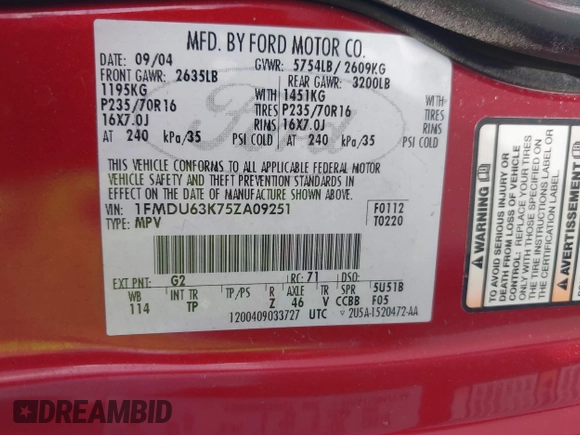 MFD. BY FORD MOTOR CO.
DATE: 09/04 GVWR: 5754LB/ 2609KG
FRONT GAWR: 2635LB REAR GAWR: 3200LB
1195KG WITH 1451KG WITH
P235/70R16 TIRES P235/70R16 TIRES
16X7.0J RIMS 16X7.0J RIMS
AT 240 kPa/35 PSI COLD AT 240 kPa/35 PSI COLD
Ford
THIS VEHICLE CONFORMS TO ALL APPLICABLE FEDERAL MOTOR
VEHICLE SAFETY AND THEFT PREVENTION STANDARDS IN
EFFECT ON THE DATE OF MANUFACTURE SHOWN ABOVE.
VIN: 1FMDU63K75ZA09251 F0112
TYPE: MPV T0220
EXT PNT: G2 RC: 71 DSO:
WB INT TR TP/PS R AXLE TR SPR 5U51B
114 TP Z 46 V CCBB F05
1200409033727 UTC 2U5A-1520472-AA
WARNING
TO AVOID SERIOUS INJURY OR
DEATH FROM LOSS OF VEHICLE
CONTROL: REPLACE YOUR TIRES
ONLY WITH THOSE SPECIFIED ON
THE TIRE INSTRUCTIONS AND
THE CERTIFICATION LABEL.
AVERTISSEMENT
DREAMBID